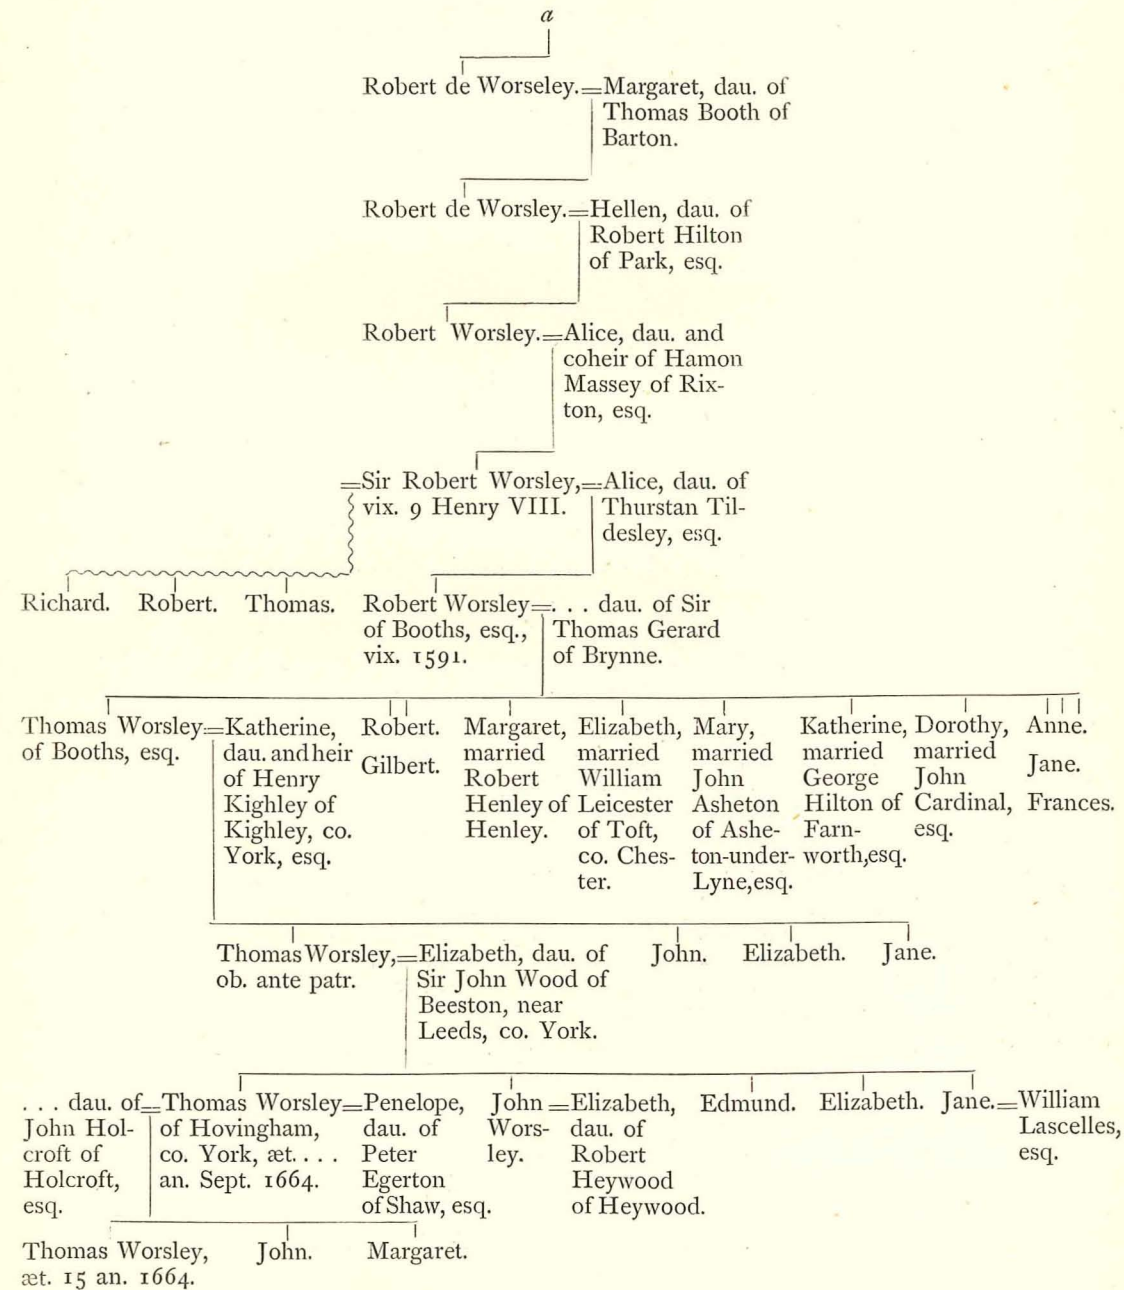 a
Robert de Worseley.=Margaret, dau. of
Thomas Booth of
Barton.
Robert de Worsley.=Hellen, dau. of
Robert Hilton
of Park, esq.
Robert Worsley.=Alice, dau. and
coheir of Hamon
Massey of Rix-
ton, esq.
=Sir Robert Worsley,=Alice, dau. of
vix. 9 Henry VIII.
Thurstan Til-
desley, esq.
Richard.
Robert.
Thomas.
Robert Worsley=. . . dau. of Sir
of Booths, esq.,
vix. 1591.
Thomas Gerard
of Brynne.
Thomas Worsley=Katherine,
of Booths, esq.
dau. and heir
of Henry
Kighley of
Kighley, co.
York, esq.
Robert.
Gilbert.
Margaret,
married
Robert
Henley of
Henley.
Elizabeth,
married
William
Leicester
of Toft,
co. Ches-
ter.
Mary,
married
John
Asheton
of Ashe-
ton-under-
Lyne,esq.
Katherine,
married
George
Hilton of
Farn-
worth,esq.
Dorothy,
married
John
Cardinal,
esq.
Anne.
Jane.
Frances.
Thomas Worsley,=Elizabeth, dau. of
ob. ante patr.
Sir John Wood of
Beeston, near
Leeds, co. York.
John.
Elizabeth.
Jane.
. . . dau. of=Thomas Worsley=Penelope,
John Hol-
croft of
Holcroft,
esq.
of Hovingham,
co. York, æt. . . .
an. Sept. 1664.
dau. of
Peter
Egerton
of Shaw, esq.
John =Elizabeth,
Wors-
ley.
dau. of
Robert
Heywood
of Heywood.
Edmund.
Elizabeth.
Jane.=William
Lascelles,
esq.
Thomas Worsley,
æt. 15 an. 1664.
John.
Margaret.